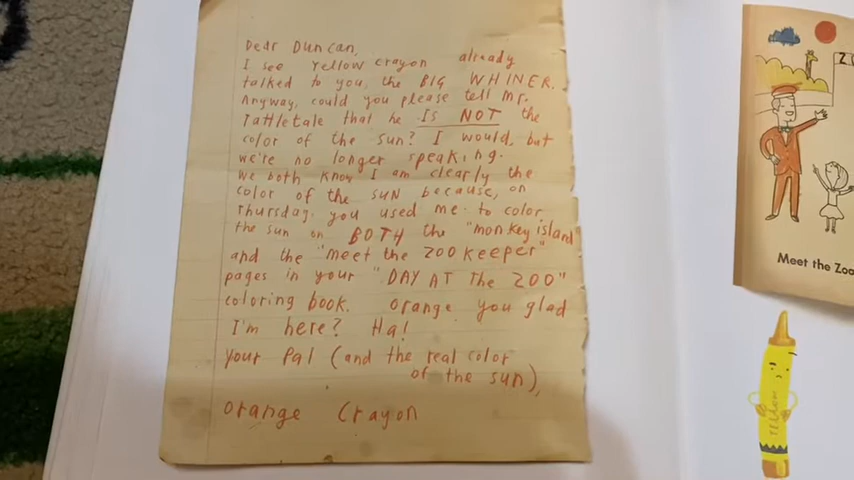 Dear Duncan,
I see Yellow crayon already
talked to you, the BIG WHINER.
Anyway, could you please tell Mr.
Tattletale that he IS NOT the
color of the sun? I would, but
we're no longer speaking.
We both know I am clearly the
color of the sun because, on
Thursday, you used me to color
the sun on BOTH the "monkey island"
and the "meet the zoo keeper"
pages in your "DAY AT The ZOO"
coloring book. Orange you glad
I'm here? Ha!
Your Pal (and the real color
of the sun),
Orange Crayon
Meet the Zoo
yellow